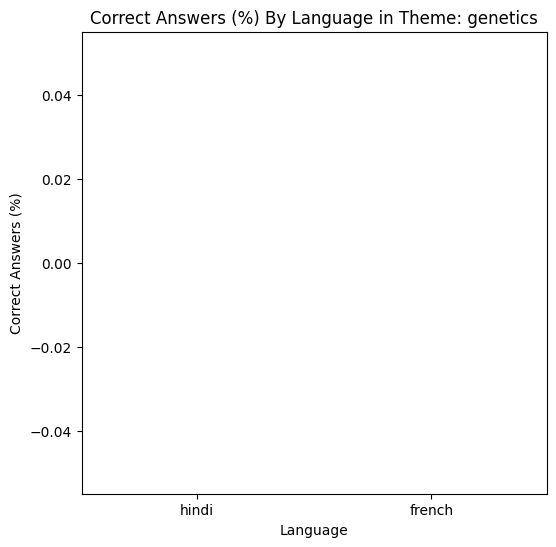 Correct Answers (%) By Language in Theme: genetics
0.04
0.02
0.00
−0.02
−0.04
Correct Answers (%)
hindi french
Language